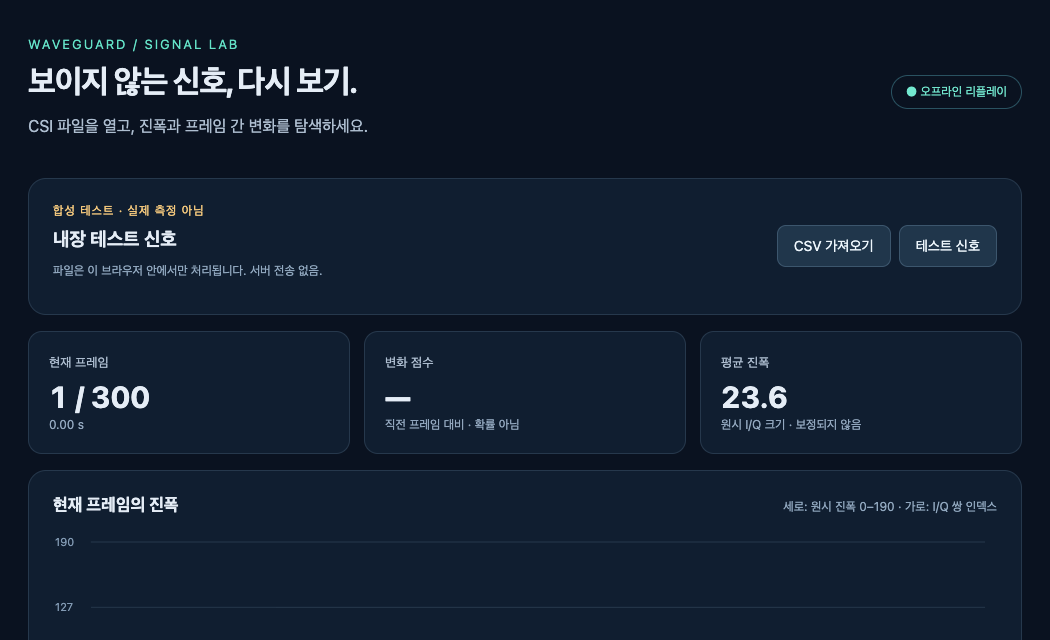 WAVEGUARD / SIGNAL LAB
보이지 않는 신호, 다시 보기.
CSI 파일을 열고, 진폭과 프레임 간 변화를 탐색하세요.
오프라인 리플레이
합성 테스트 · 실제 측정 아님
내장 테스트 신호
파일은 이 브라우저 안에서만 처리됩니다. 서버 전송 없음.
CSV 가져오기
테스트 신호
현재 프레임
1 / 300
0.00 s
변화 점수
—
직전 프레임 대비 · 확률 아님
평균 진폭
23.6
원시 I/Q 크기 · 보정되지 않음
현재 프레임의 진폭
세로: 원시 진폭 0–190 · 가로: I/Q 쌍 인덱스
190
127